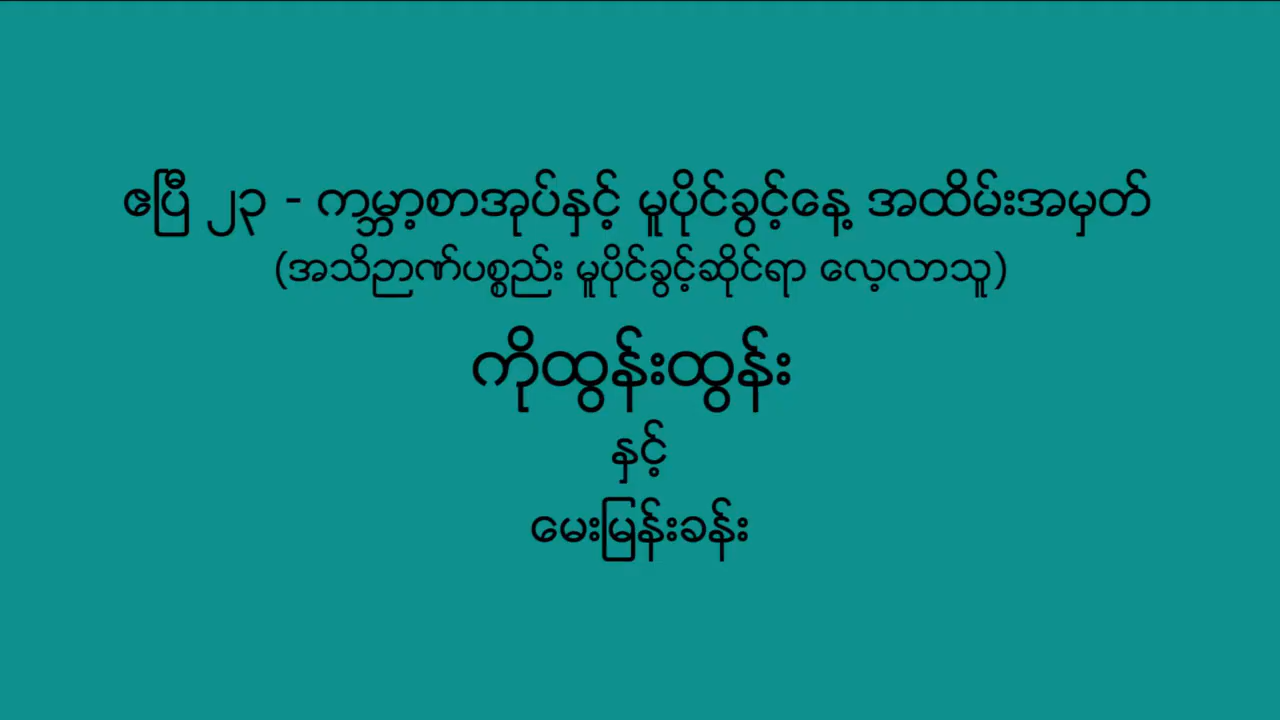 ဧပြီ ၂၃ - ကမ္ဘာ့စာအုပ်နှင့် မူပိုင်ခွင့်နေ့ အထိမ်းအမှတ်
(အသိဉာဏ်ပစ္စည်း မူပိုင်ခွင့်ဆိုင်ရာ လေ့လာသူ)
ကိုထွန်းထွန်း
နှင့်
မေးမြန်းခန်း